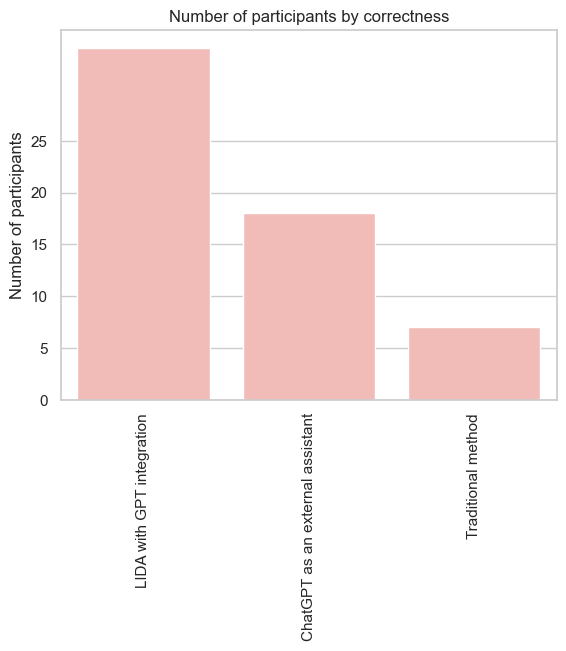 Number of participants by correctness
Number of participants
25
20
15
10
5
0
LIDA with GPT integration
ChatGPT as an external assistant
Traditional method